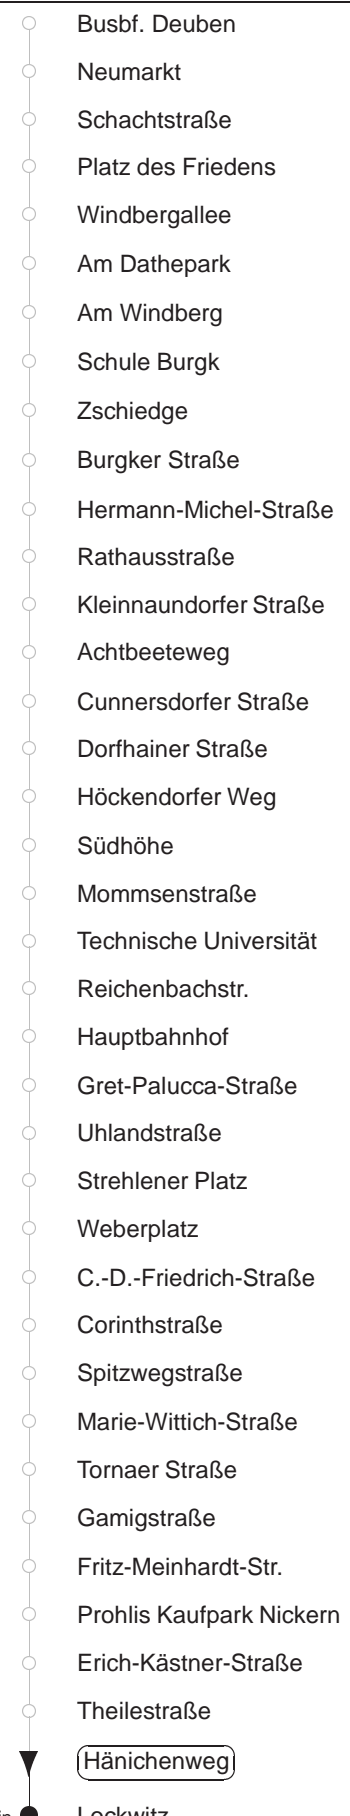 Busbf. Deuben
Neumarkt
Schachtstraße
Platz des Friedens
Windbergallee
Am Dathepark
Am Windberg
Schule Burgk
Zschiedge
Burgker Straße
Hermann-Michel-Straße
Rathausstraße
Kleinnaundorfer Straße
Achtbeeteweg
Cunnersdorfer Straße
Dorfhainer Straße
Höckendorfer Weg
Südhöhe
Mommsenstraße
Technische Universität
Reichenbachstr.
Hauptbahnhof
Gret-Palucca-Straße
Uhlandstraße
Strehlener Platz
Weberplatz
C.-D.-Friedrich-Straße
Corinthstraße
Spitzwegstraße
Marie-Wittich-Straße
Tornaer Straße
Gamigstraße
Fritz-Meinhardt-Str.
Prohlis Kaufpark Nickern
Erich-Kästner-Straße
Theilestraße
Hänichenweg
Lockwitz